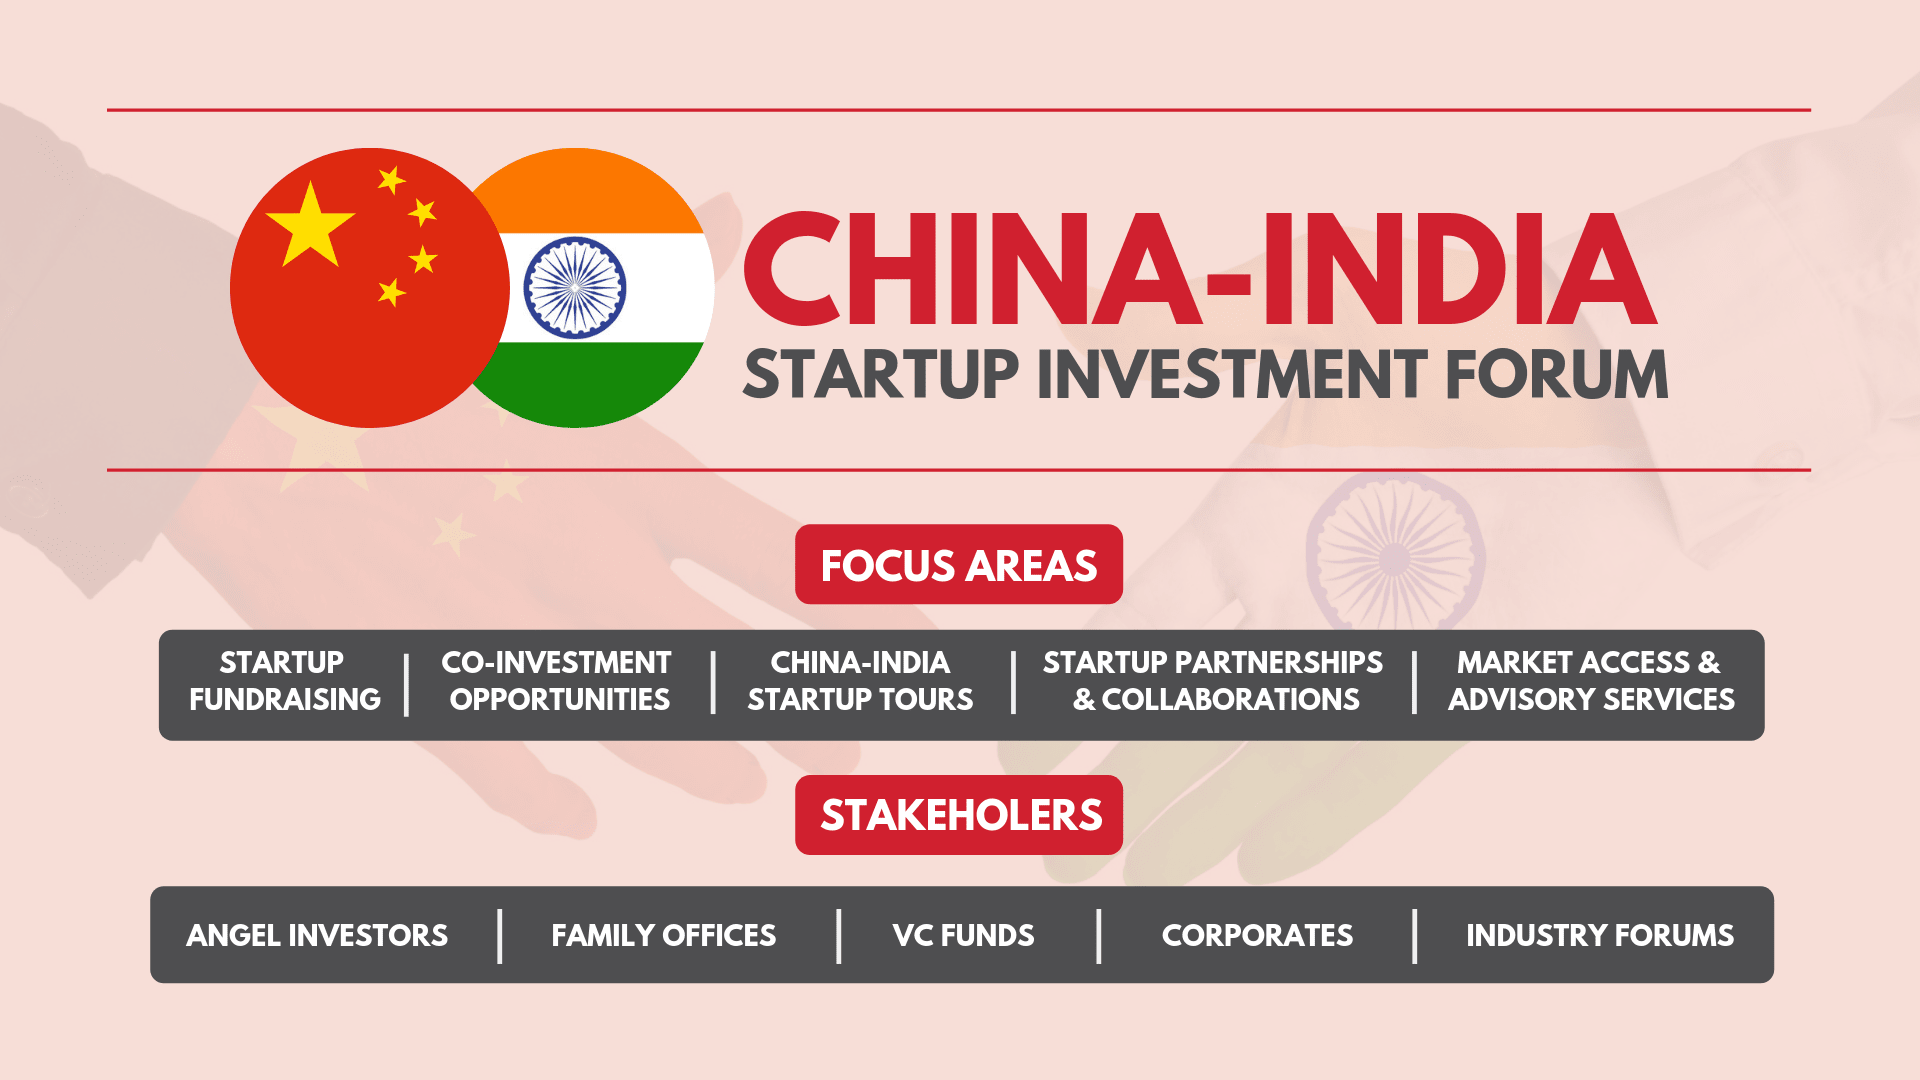 CHINA-INDIA
STARTUP INVESTMENT FORUM
FOCUS AREAS
STARTUP
FUNDRAISING
CO-INVESTMENT
OPPORTUNITIES
CHINA-INDIA
STARTUP TOURS
STARTUP PARTNERSHIPS
& COLLABORATIONS
MARKET ACCESS &
ADVISORY SERVICES
STAKEHOLERS
ANGEL INVESTORS
FAMILY OFFICES
VC FUNDS
CORPORATES
INDUSTRY FORUMS